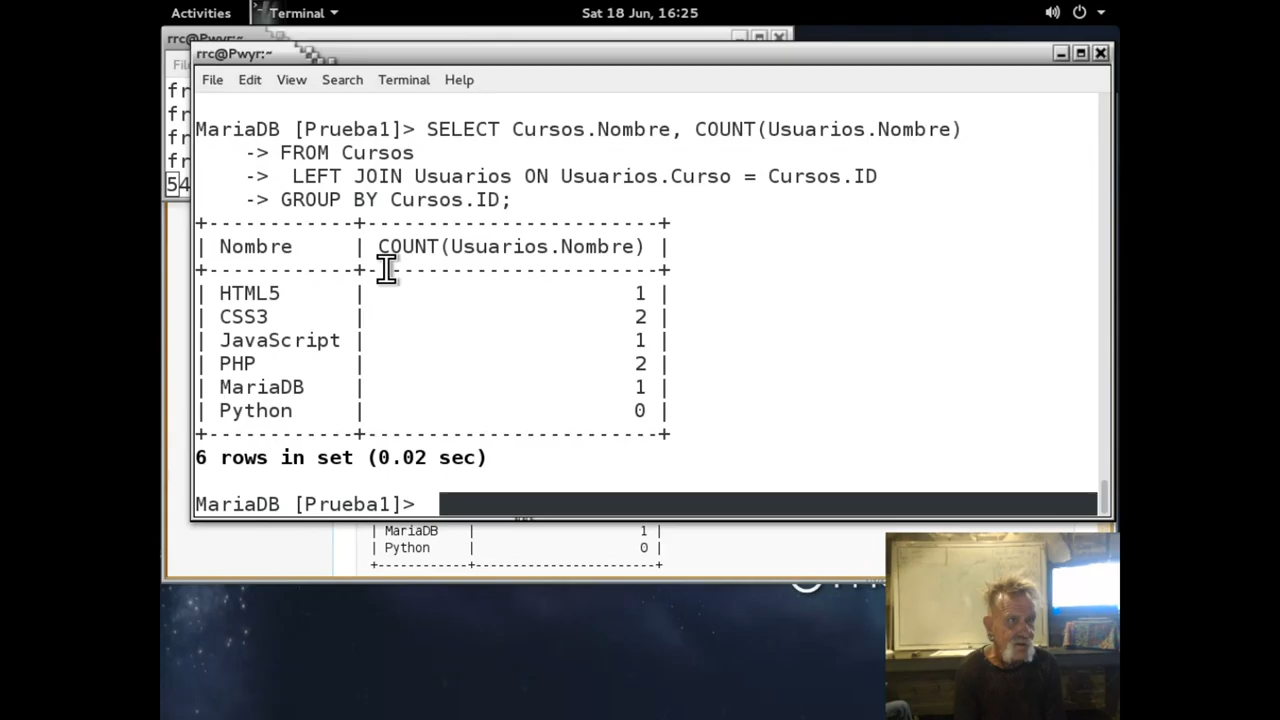 Activities Terminal Sat 18 Jun, 16:25
rrc@Pwyr:~
rrc@Pwyr:~
File Edit View Search Terminal Help
MariaDB [Prueba1]> SELECT Cursos.Nombre, COUNT(Usuarios.Nombre)
-> FROM Cursos
-> LEFT JOIN Usuarios ON Usuarios.Curso = Cursos.ID
-> GROUP BY Cursos.ID;
+------------+------------------------+
| Nombre | COUNT(Usuarios.Nombre) |
+------------+------------------------+
| HTML5 | 1 |
| CSS3 | 2 |
| JavaScript | 1 |
| PHP | 2 |
| MariaDB | 1 |
| Python | 0 |
+------------+------------------------+
6 rows in set (0.02 sec)
MariaDB [Prueba1]>
| MariaDB | 1 |
| Python | 0 |
+------------+------------------------+